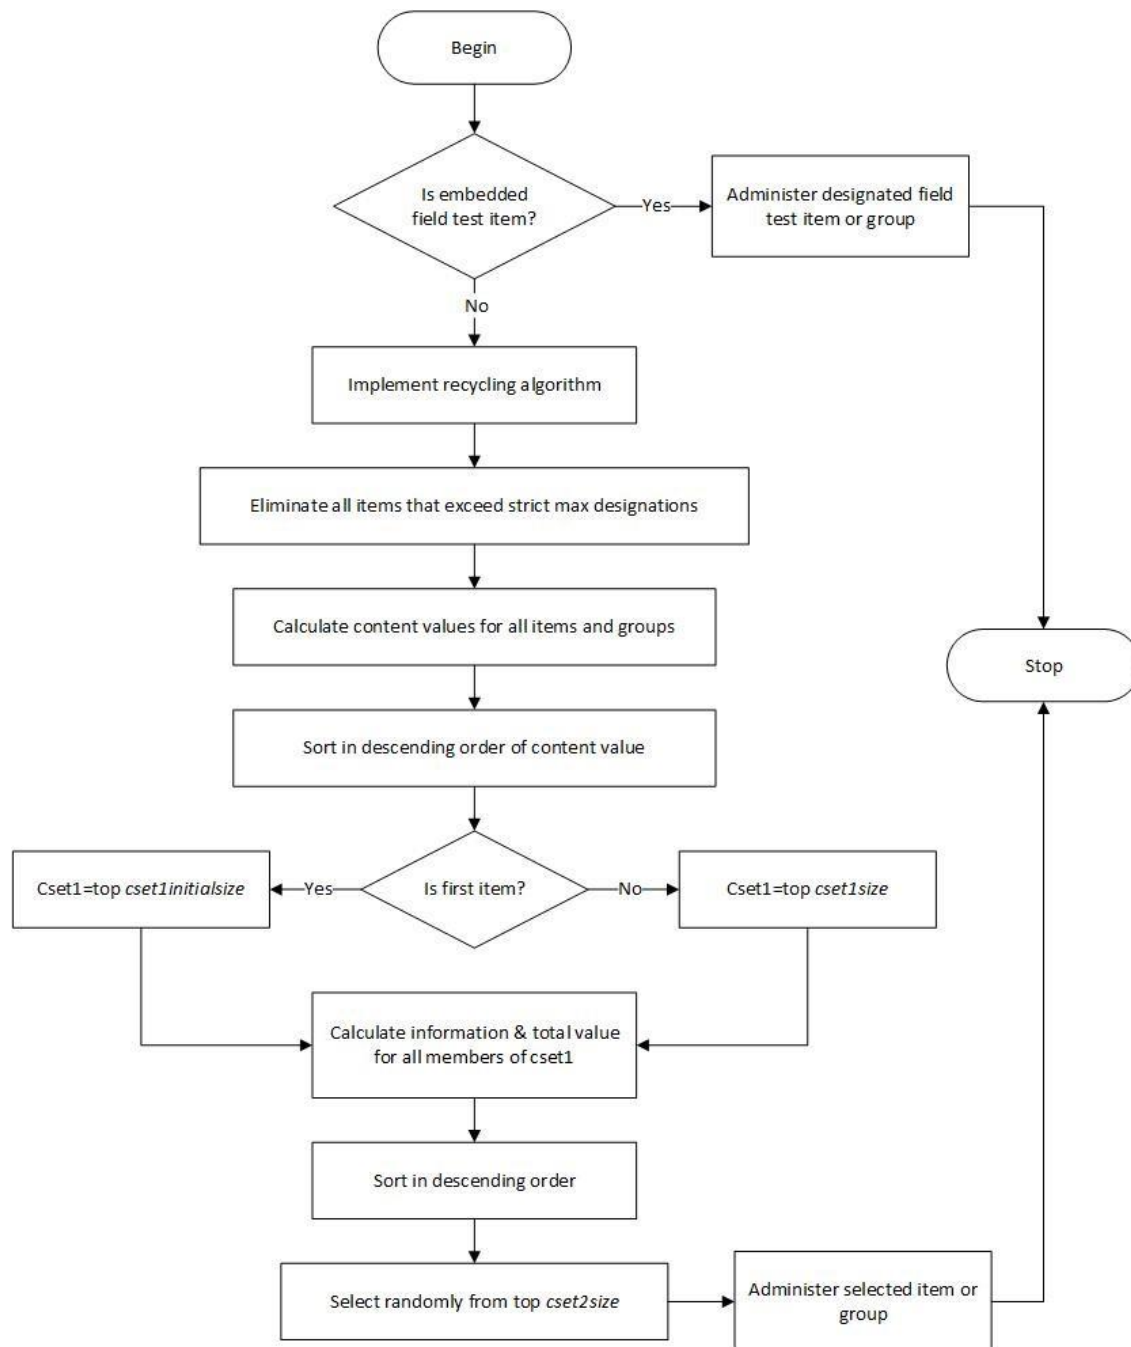 Begin
Is embedded
field test item?
Yes
Administer designated field
test item or group
No
Implement recycling algorithm
Eliminate all items that exceed strict max designations
Calculate content values for all items and groups
Stop
Sort in descending order of content value
Cset1=top cset1initialsize
Yes
Is first item?
No
Cset1=top cset1size
Calculate information & total value
for all members of cset1
Sort in descending order
Select randomly from top cset2size
Administer selected item or
group